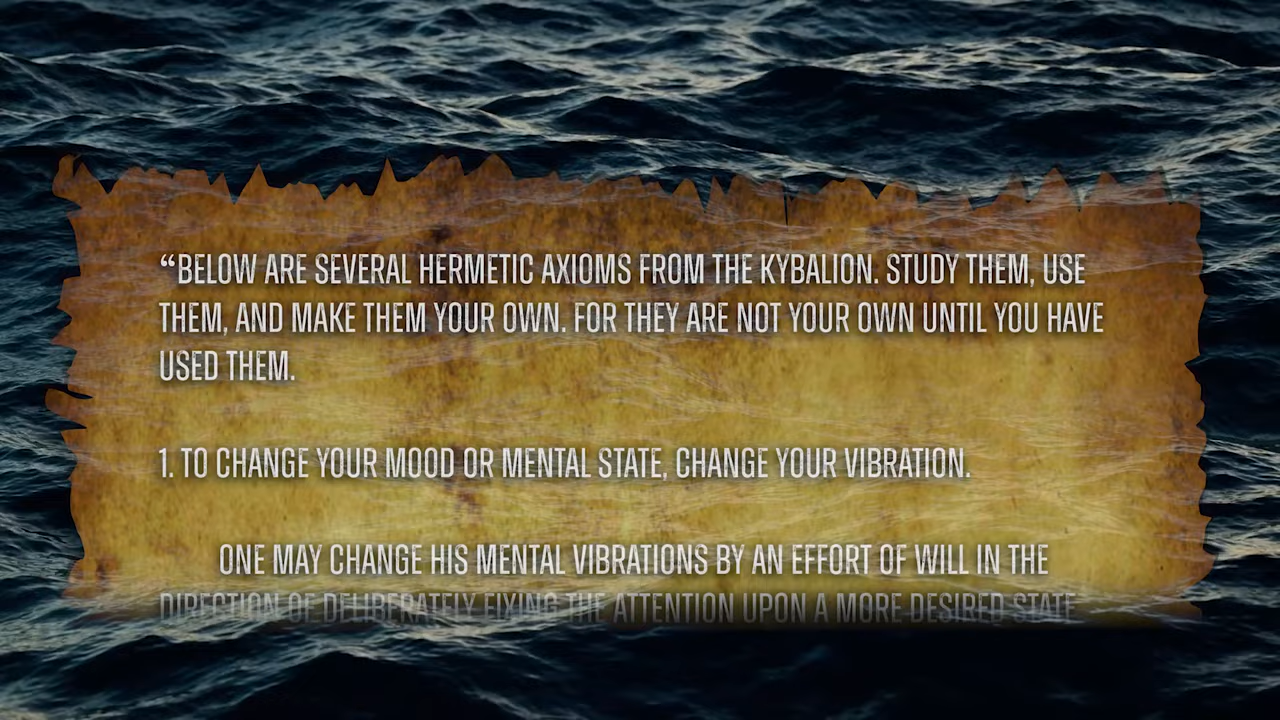 “BELOW ARE SEVERAL HERMETIC AXIOMS FROM THE KYBALION. STUDY THEM, USE
THEM, AND MAKE THEM YOUR OWN. FOR THEY ARE NOT YOUR OWN UNTIL YOU HAVE
USED THEM.
1. TO CHANGE YOUR MOOD OR MENTAL STATE, CHANGE YOUR VIBRATION.
ONE MAY CHANGE HIS MENTAL VIBRATIONS BY AN EFFORT OF WILL IN THE
DIRECTION OF DELIBERATELY FIXING THE ATTENTION UPON A MORE DESIRED STATE